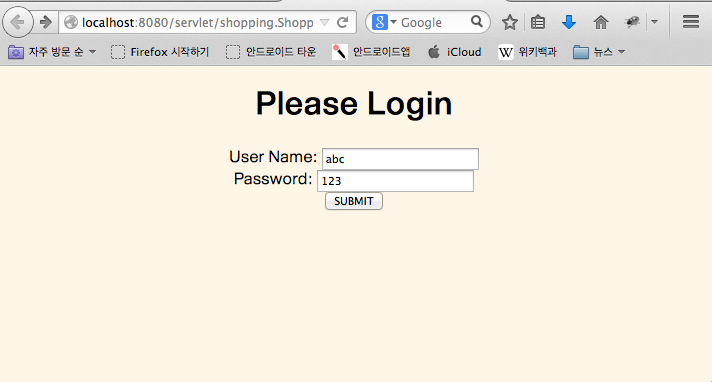 localhost:8080/servlet/shopping.Shopp
Google
자주 방문 순
Firefox 시작하기
안드로이드 타운
안드로이드앱
iCloud
W 위키백과
뉴스
Please Login
User Name: abc
Password: 123
SUBMIT